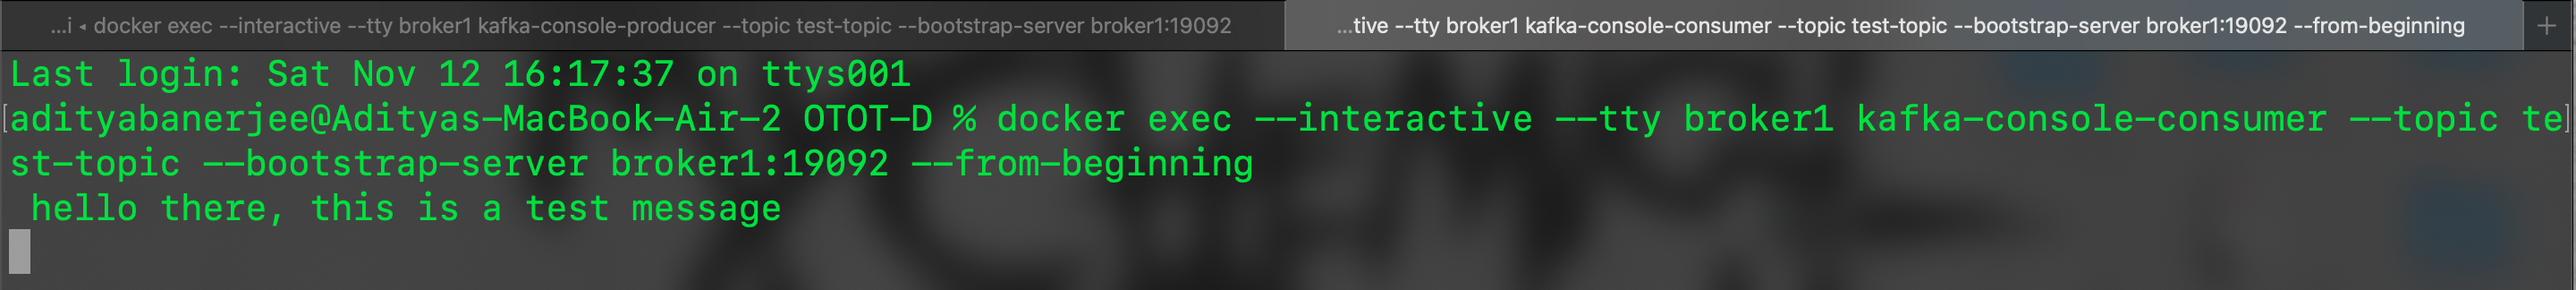 ...i ◂ docker exec --interactive --tty broker1 kafka-console-producer --topic test-topic --bootstrap-server broker1:19092
...tive --tty broker1 kafka-console-consumer --topic test-topic --bootstrap-server broker1:19092 --from-beginning
+
Last login: Sat Nov 12 16:17:37 on ttys001
[adityabanerjee@Adityas-MacBook-Air-2 OTOT-D % docker exec --interactive --tty broker1 kafka-console-consumer --topic te]
st-topic --bootstrap-server broker1:19092 --from-beginning
 hello there, this is a test message